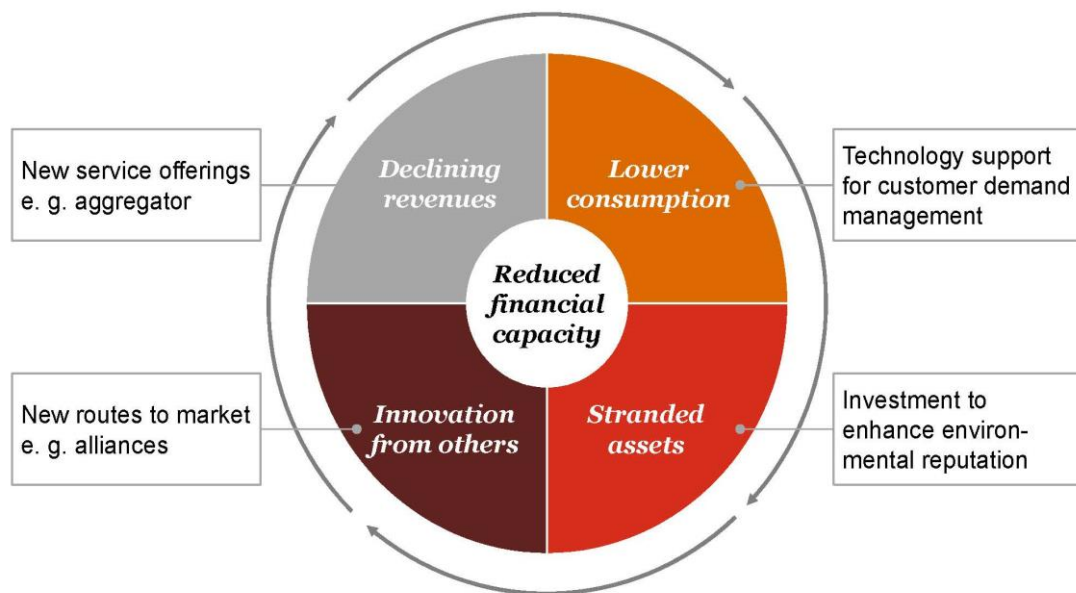 New service offerings
e. g. aggregator
Declining
revenues
Lower
consumption
Technology support
for customer demand
management
Reduced
financial
capacity
New routes to market
e. g. alliances
Innovation
from others
Stranded
assets
Investment to
enhance environ-
mental reputation